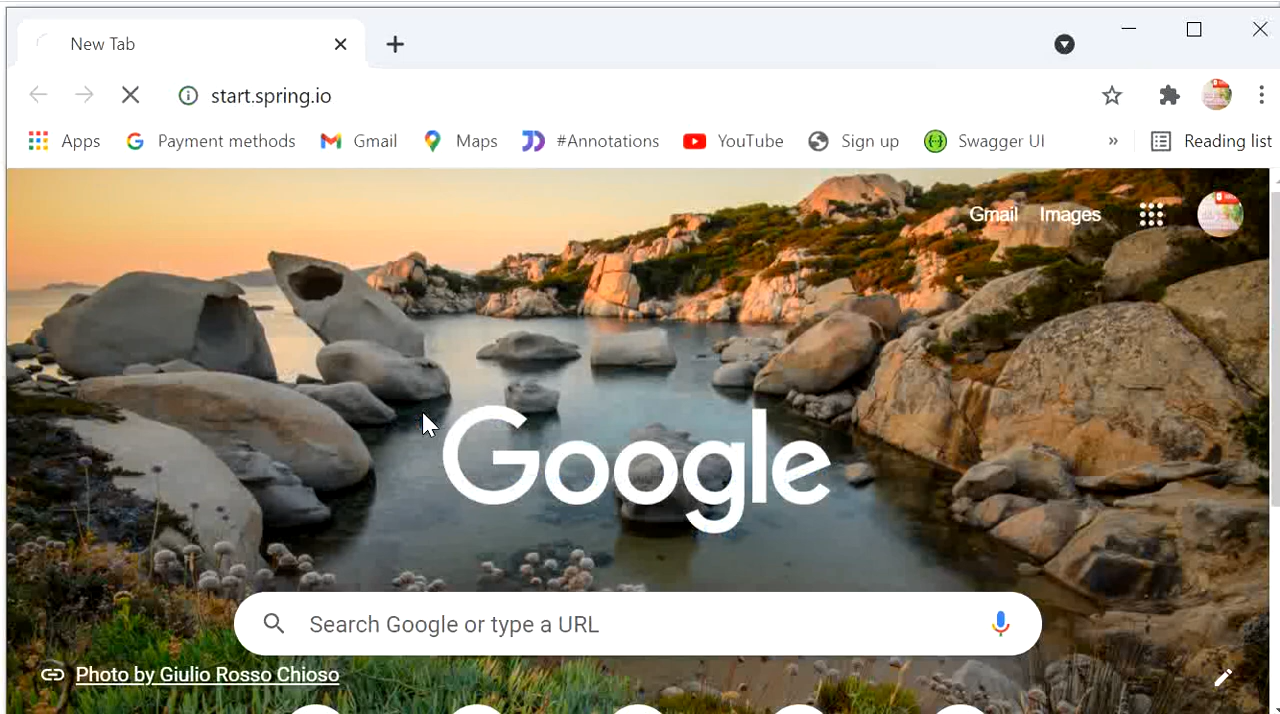 New Tab
start.spring.io
Apps Payment methods Gmail Maps #Annotations YouTube Sign up Swagger UI » Reading list
Gmail Images
Google
Search Google or type a URL
Photo by Giulio Rosso Chioso